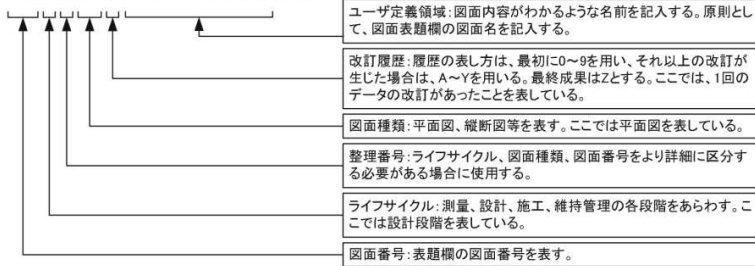 ユーザ定義領域:図面内容がわかるような名前を記入する。原則とし
て、図面表題欄の図面名を記入する。
改訂履歴:履歴の表し方は、最初に0～9を用い、それ以上の改訂が
生じた場合は、A～Yを用いる。最終成果はZとする。ここでは、1回の
データの改訂があったことを表している。
図面種類:平面図、縦断図等を表す。ここでは平面図を表している。
整理番号:ライフサイクル、図面種類、図面番号をより詳細に区分す
る必要がある場合に使用する。
ライフサイクル:測量、設計、施工、維持管理の各段階をあらわす。こ
こでは設計段階を表している。
図面番号:表題欄の図面番号を表す。